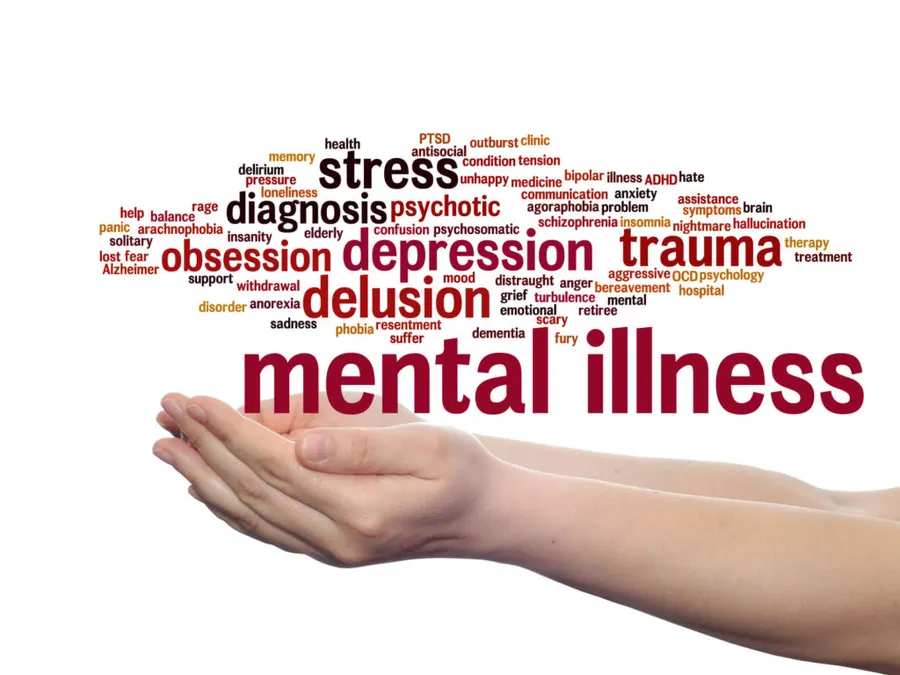 PTSD
health
outburst clinic
antisocial
memory
stress
condition tension
delirium
pressure
unhappy medicine bipolar illness ADHD hate
loneliness
communication anxiety
assistance
help balance rage
diagnosis psychotic
agoraphobia problem
symptoms brain
panic arachnophobia
schizophrenia insomnia nightmare hallucination
solitary
insanity elderly confusion psychosomatic
lost fear
obsession depression trauma therapy
treatment
Alzheimer
support
withdrawal
delusion
mood
distraught anger
aggressive OCD psychology
bereavement hospital
disorder anorexia
grief turbulence mental
emotional retiree
sadness
phobia resentment
scary
suffer
dementia
fury
mental illness